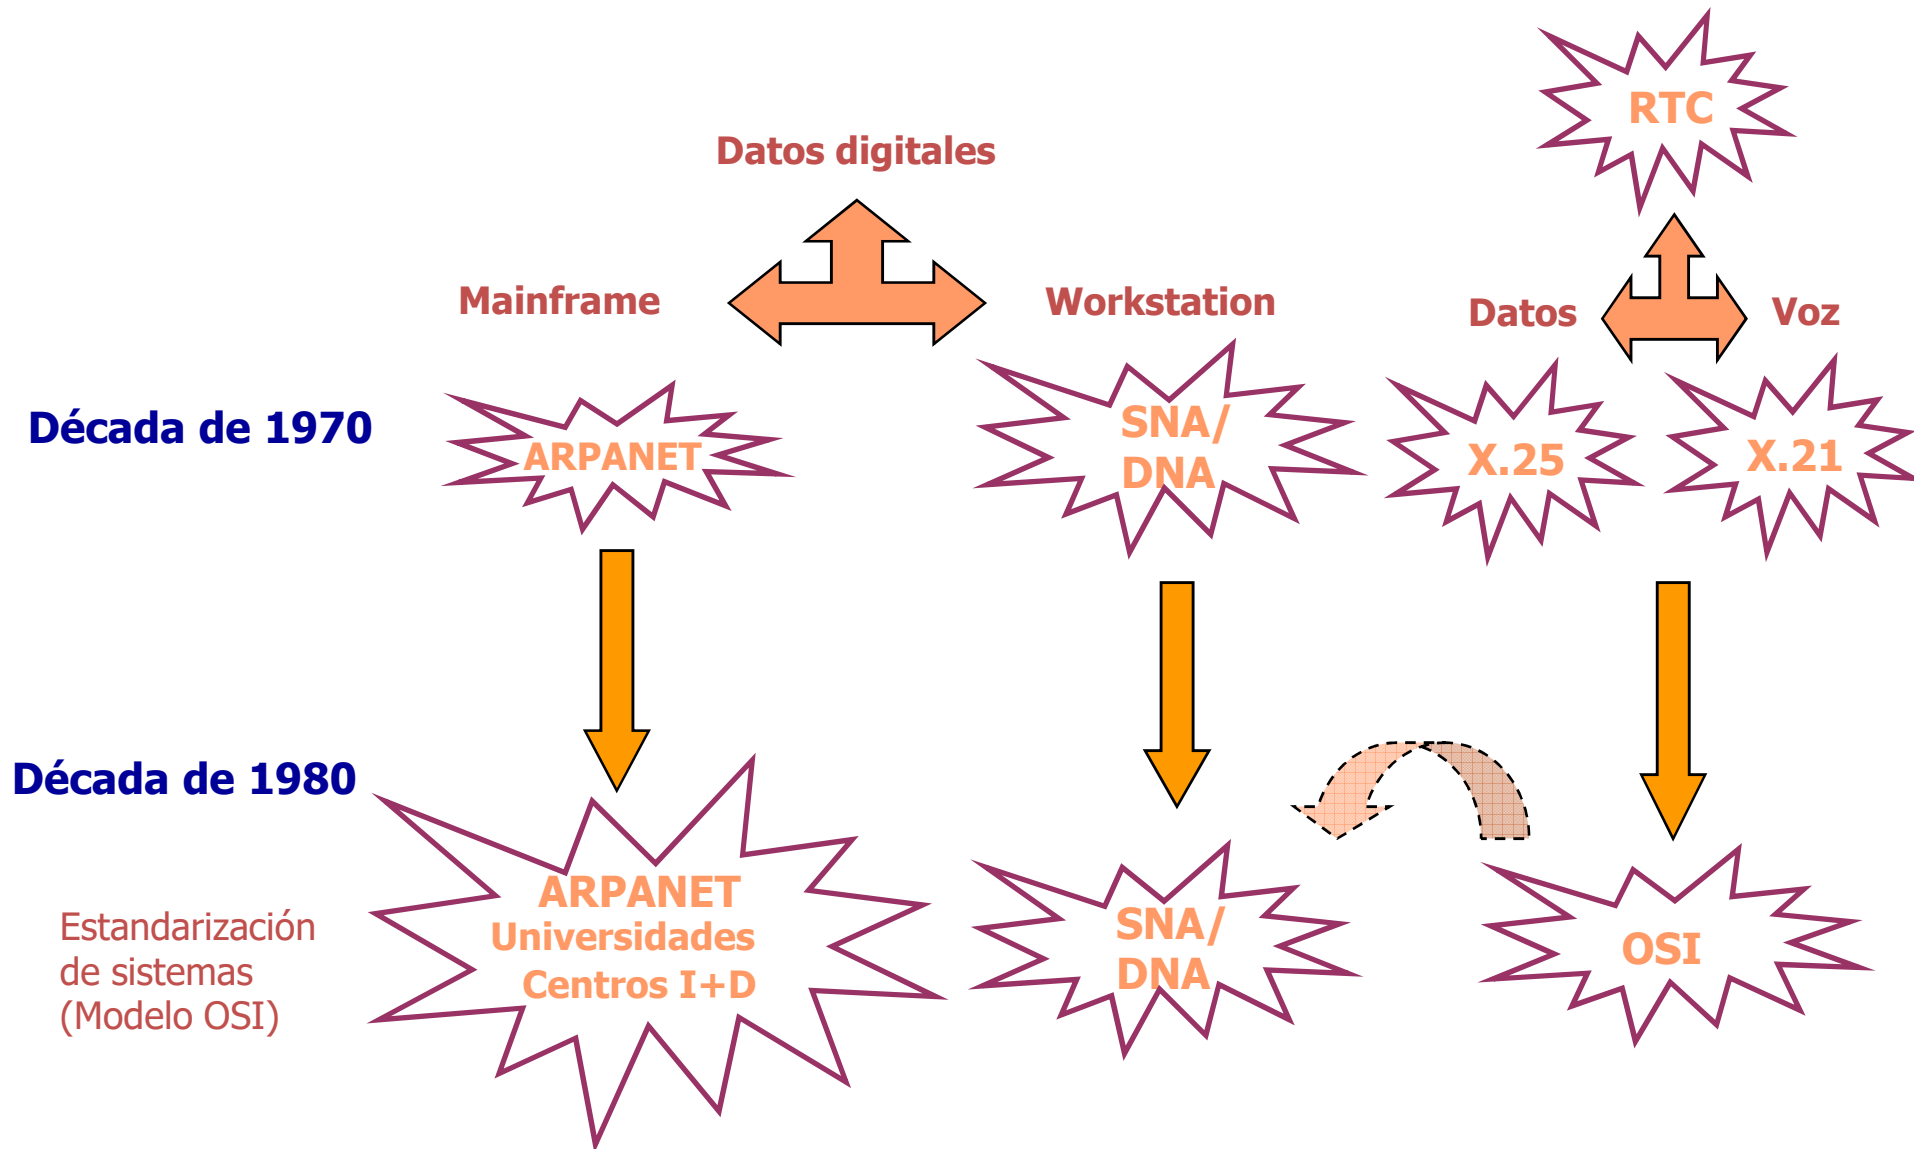 RTC
Datos digitales
Mainframe
Workstation
Datos
Voz
Década de 1970
ARPANET
SNA/
DNA
X.25
X.21
Década de 1980
Estandarización
de sistemas
(Modelo OSI)
ARPANET
Universidades
Centros I+D
SNA/
DNA
OSI